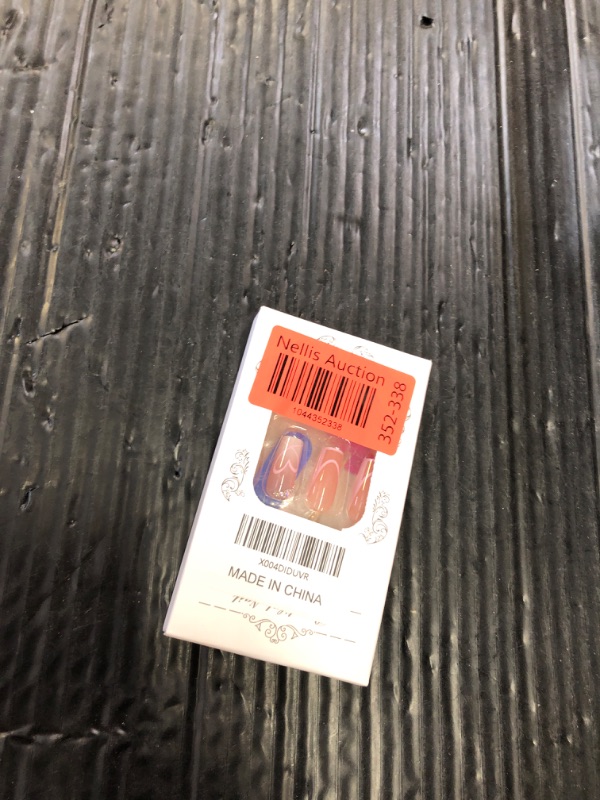 Nellis Auction
1044352338
352-338
X004DIDUVR
MADE IN CHINA